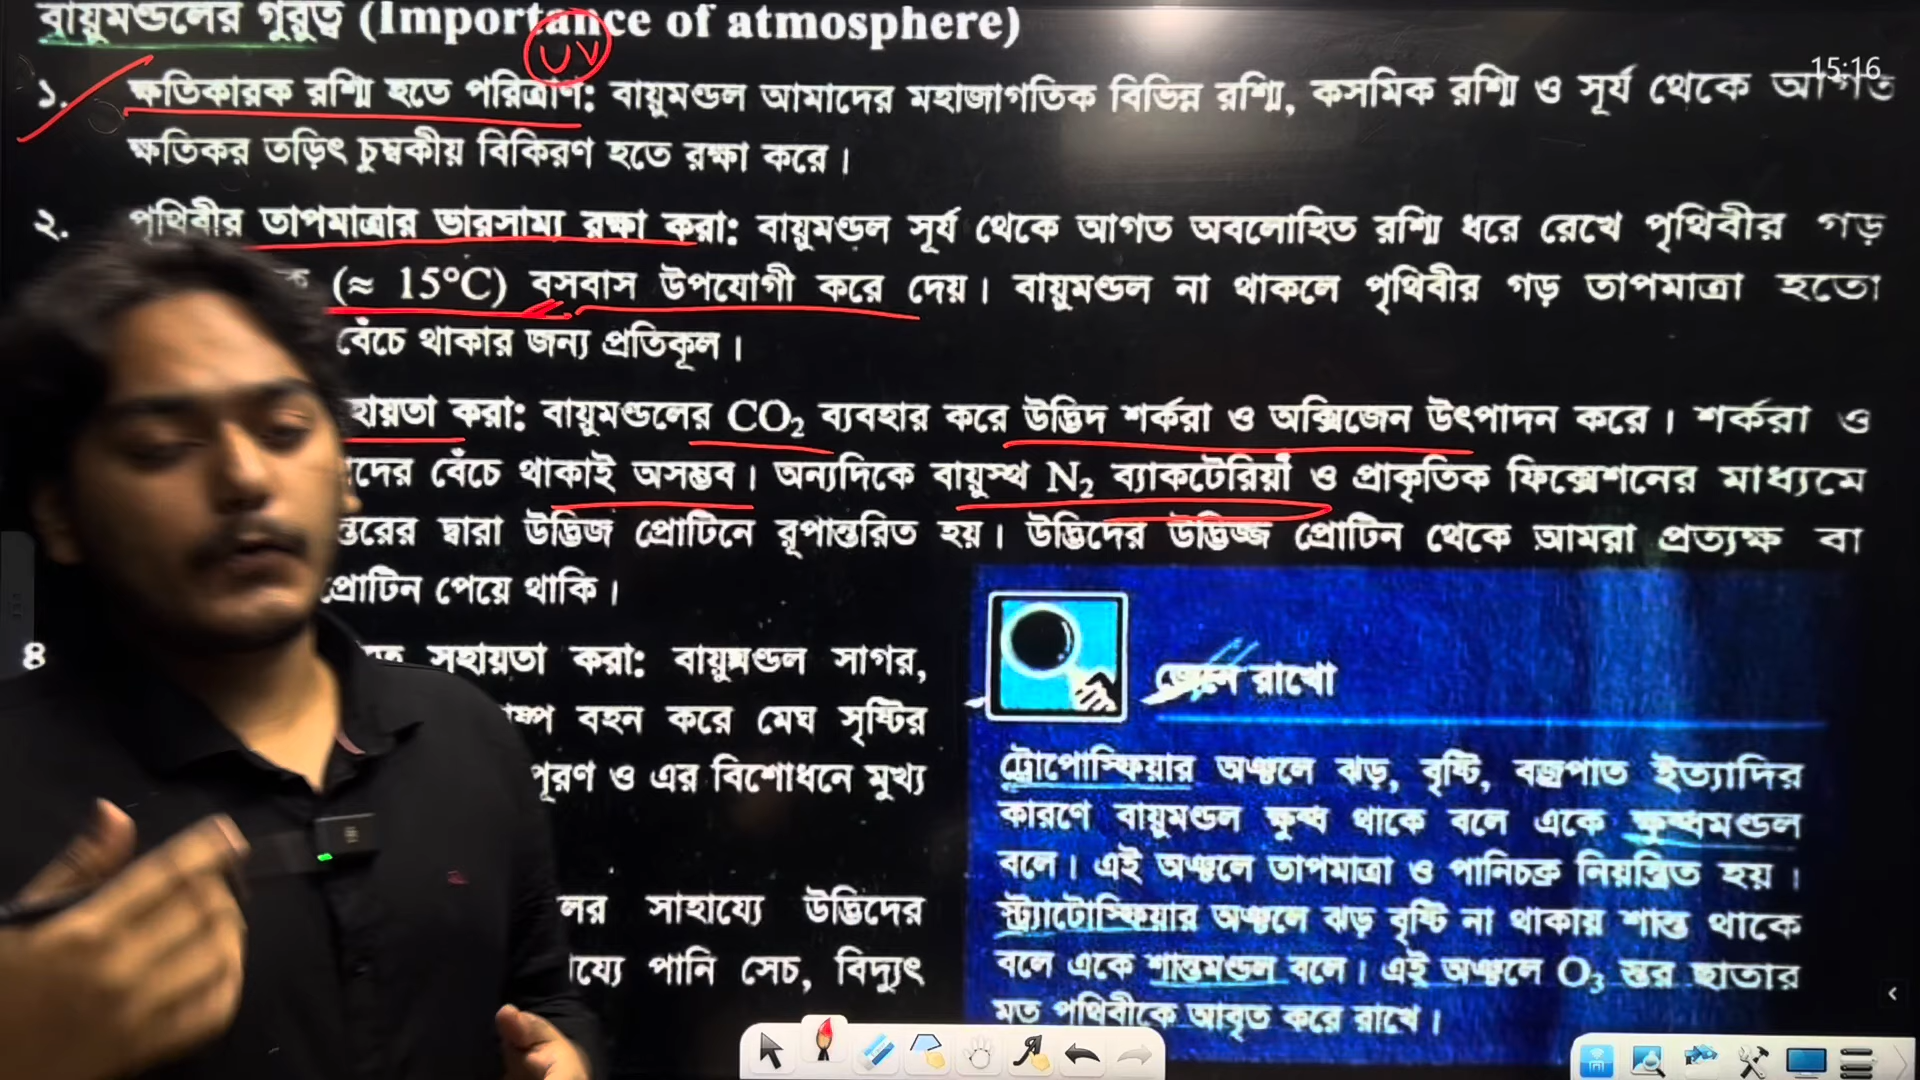 বায়ুমণ্ডলের গুরুত্ব (Importance of atmosphere)
UV
15:16
১. ক্ষতিকারক রশ্মি হতে পরিত্রাণ: বায়ুমণ্ডল আমাদের মহাজাগতিক বিভিন্ন রশ্মি, কসমিক রশ্মি ও সূর্য থেকে আগত
ক্ষতিকর তড়িৎ চুম্বকীয় বিকিরণ হতে রক্ষা করে।
২. পৃথিবীর তাপমাত্রার ভারসাম্য রক্ষা করা: বায়ুমণ্ডল সূর্য থেকে আগত অবলোহিত রশ্মি ধরে রেখে পৃথিবীর গড়
(≈ 15°C) বসবাস উপযোগী করে দেয়। বায়ুমণ্ডল না থাকলে পৃথিবীর গড় তাপমাত্রা হতো
বেঁচে থাকার জন্য প্রতিকূল।
হায়তা করা: বায়ুমণ্ডলের CO₂ ব্যবহার করে উদ্ভিদ শর্করা ও অক্সিজেন উৎপাদন করে। শর্করা ও
দের বেঁচে থাকাই অসম্ভব। অন্যদিকে বায়ুস্থ N₂ ব্যাকটেরিয়া ও প্রাকৃতিক ফিক্সেশনের মাধ্যমে
ন্তরের দ্বারা উদ্ভিজ প্রোটিনে রূপান্তরিত হয়। উদ্ভিদের উদ্ভিজ্জ প্রোটিন থেকে আমরা প্রত্যক্ষ বা
প্রোটিন পেয়ে থাকি।
৪ সহায়তা করা: বায়ুমণ্ডল সাগর,
ষ্প বহন করে মেঘ সৃষ্টির
পূরণ ও এর বিশোধনে মুখ্য
লর সাহায্যে উদ্ভিদের
য্যে পানি সেচ, বিদ্যুৎ
জেনে রাখো
ট্রোপোস্ফিয়ার অঞ্চলে ঝড়, বৃষ্টি, বজ্রপাত ইত্যাদির
কারণে বায়ুমণ্ডল ক্ষুব্ধ থাকে বলে একে ক্ষুব্ধমণ্ডল
বলে। এই অঞ্চলে তাপমাত্রা ও পানিচক্র নিয়ন্ত্রিত হয়।
স্ট্র্যাটোস্ফিয়ার অঞ্চলে ঝড় বৃষ্টি না থাকায় শান্ত থাকে
বলে একে শান্তমণ্ডল বলে। এই অঞ্চলে O₃ স্তর ছাতার
মত পৃথিবীকে আবৃত করে রাখে।